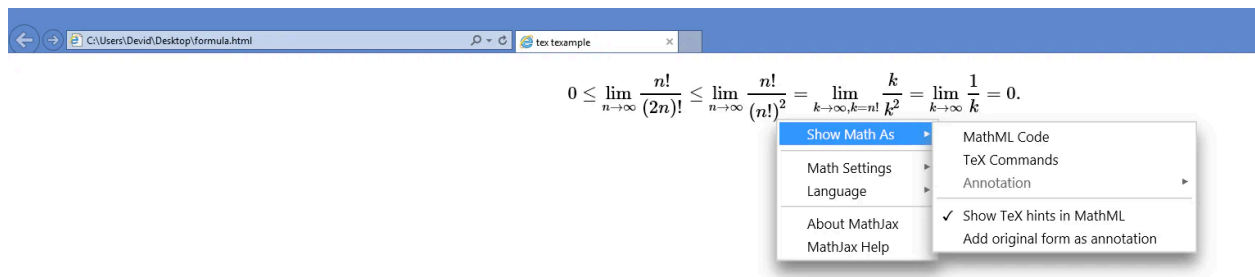 C:\Users\Devid\Desktop\formula.html
tex texample
0 ≤ lim_{n→∞} n!/(2n)! ≤ lim_{n→∞} n!/(n!)² = lim_{k→∞,k=n!} k/k² = lim_{k→∞} 1/k = 0.
Show Math As
Math Settings
Language
About MathJax
MathJax Help
MathML Code
TeX Commands
Annotation
✓ Show TeX hints in MathML
Add original form as annotation